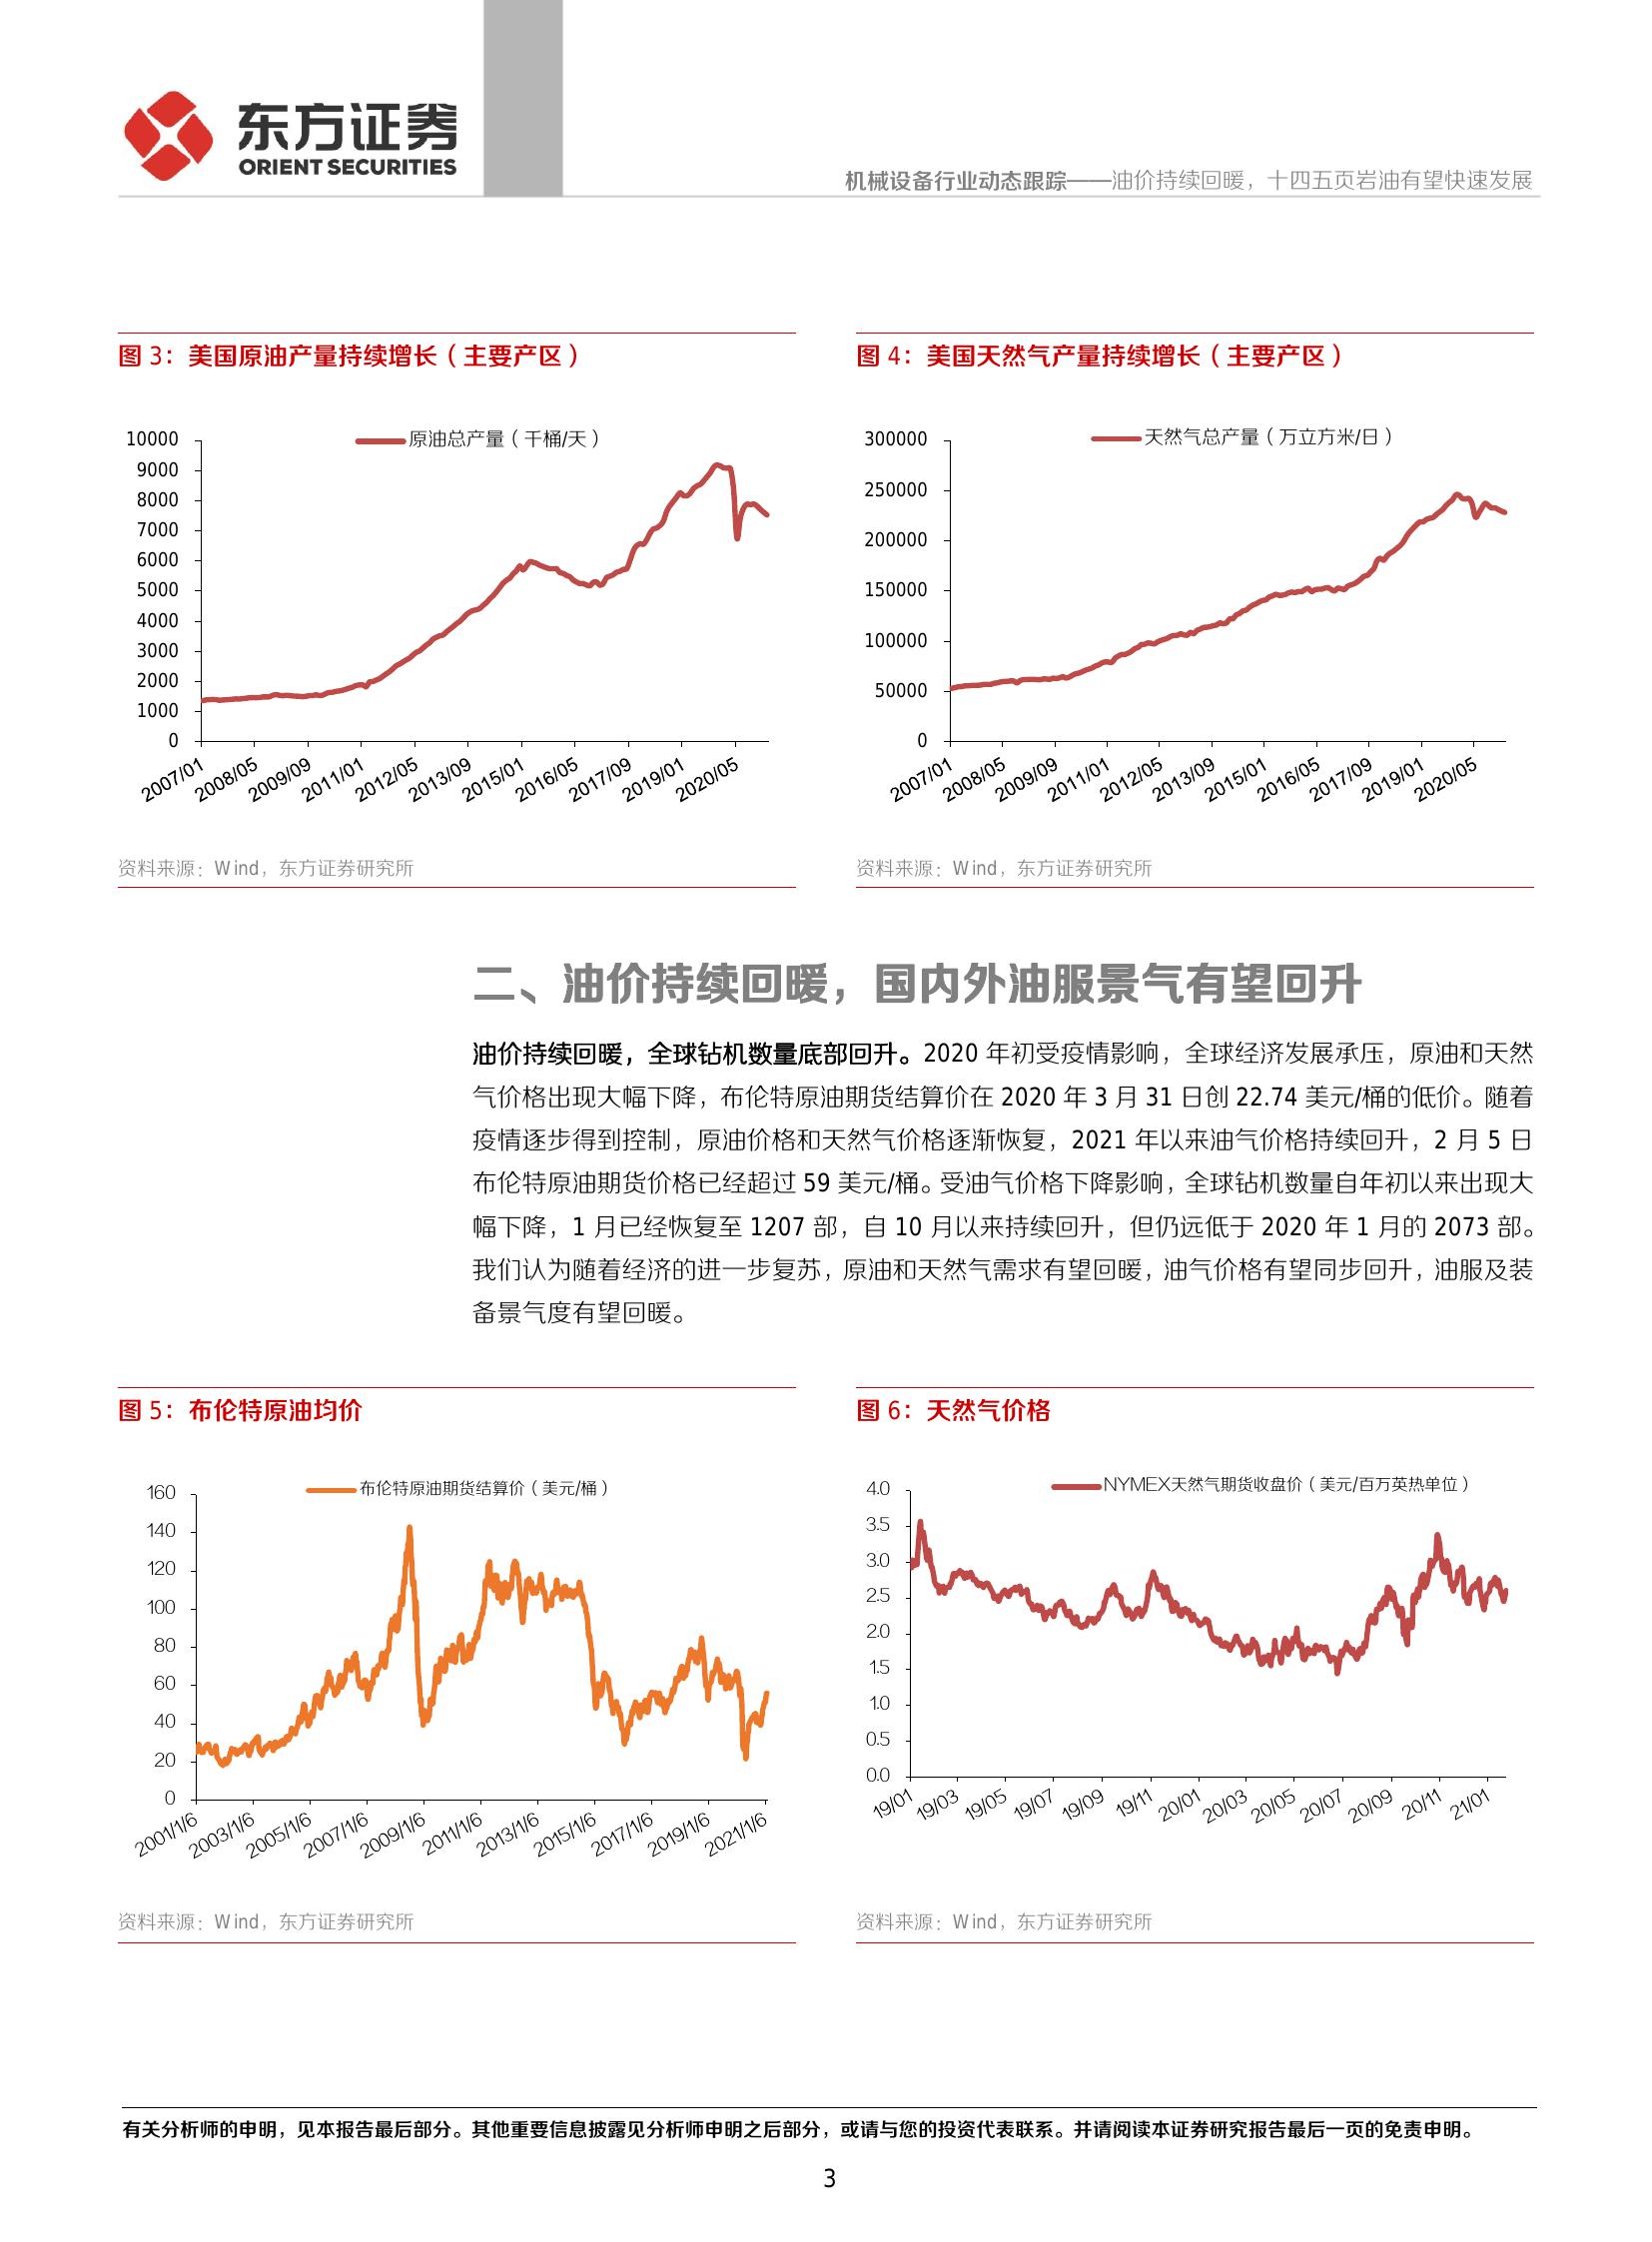 东方证券
ORIENT SECURITIES
机械设备行业动态跟踪——油价持续回暖，十四五页岩油有望快速发展
图 3：美国原油产量持续增长（主要产区）
原油总产量（千桶/天）
10000
9000
8000
7000
6000
5000
4000
3000
2000
1000
0
2007/01 2008/05 2009/09 2011/01 2012/05 2013/09 2015/01 2016/05 2017/09 2019/01 2020/05
资料来源：Wind，东方证券研究所
图 4：美国天然气产量持续增长（主要产区）
天然气总产量（万立方米/日）
300000
250000
200000
150000
100000
50000
0
2007/01 2008/05 2009/09 2011/01 2012/05 2013/09 2015/01 2016/05 2017/09 2019/01 2020/05
资料来源：Wind，东方证券研究所
二、油价持续回暖，国内外油服景气有望回升
油价持续回暖，全球钻机数量底部回升。2020 年初受疫情影响，全球经济发展承压，原油和天然
气价格出现大幅下降，布伦特原油期货结算价在 2020 年 3 月 31 日创 22.74 美元/桶的低价。随着
疫情逐步得到控制，原油价格和天然气价格逐渐恢复，2021 年以来油气价格持续回升，2 月 5 日
布伦特原油期货价格已经超过 59 美元/桶。受油气价格下降影响，全球钻机数量自年初以来出现大
幅下降，1 月已经恢复至 1207 部，自 10 月以来持续回升，但仍远低于 2020 年 1 月的 2073 部。
我们认为随着经济的进一步复苏，原油和天然气需求有望回暖，油气价格有望同步回升，油服及装
备景气度有望回暖。
图 5：布伦特原油均价
布伦特原油期货结算价（美元/桶）
160
140
120
100
80
60
40
20
0
2001/1/6 2003/1/6 2005/1/6 2007/1/6 2009/1/6 2011/1/6 2013/1/6 2015/1/6 2017/1/6 2019/1/6 2021/1/6
资料来源：Wind，东方证券研究所
图 6：天然气价格
NYMEX天然气期货收盘价（美元/百万英热单位）
4.0
3.5
3.0
2.5
2.0
1.5
1.0
0.5
0.0
19/01 19/03 19/05 19/07 19/09 19/11 20/01 20/03 20/05 20/07 20/09 20/11 21/01
资料来源：Wind，东方证券研究所
有关分析师的申明，见本报告最后部分。其他重要信息披露见分析师申明之后部分，或请与您的投资代表联系。并请阅读本证券研究报告最后一页的免责申明。
3